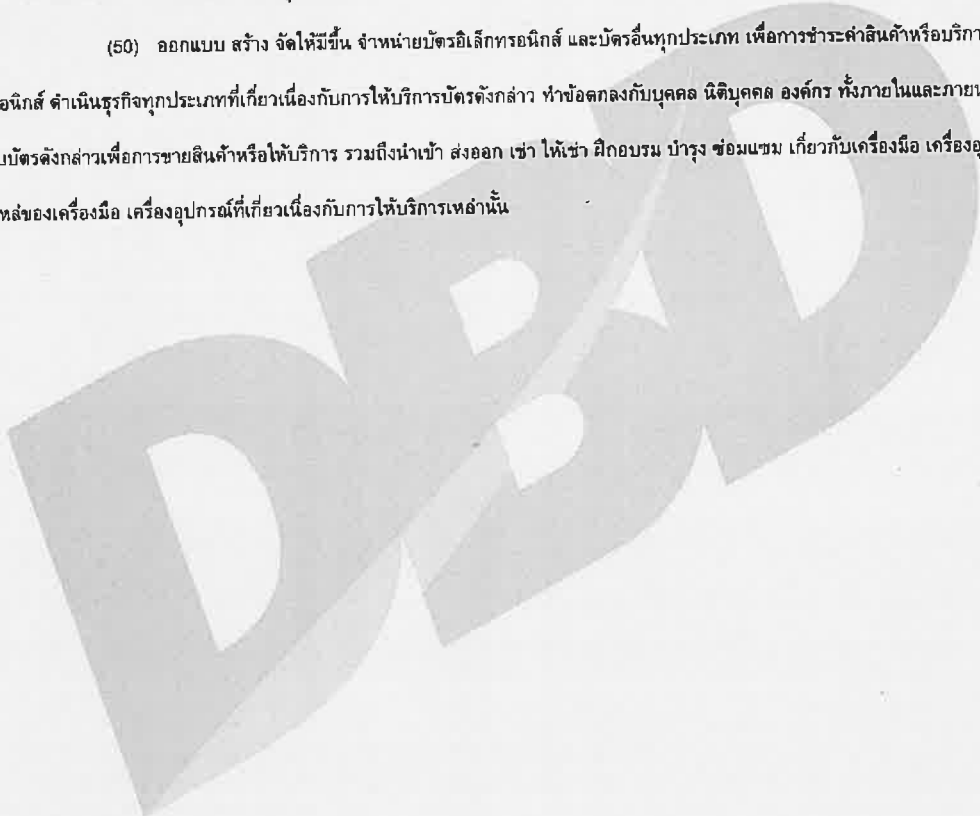 (50) ออกแบบ สร้าง จัดให้มีขึ้น จำหน่ายบัตรอิเล็กทรอนิกส์ และบัตรอื่นทุกประเภท เพื่อการชำระค่าสินค้าหรือบริกา
อนิกส์ ดำเนินธุรกิจทุกประเภทที่เกี่ยวเนื่องกับการให้บริการบัตรดังกล่าว ทำข้อตกลงกับบุคคล นิติบุคคล องค์กร ทั้งภายในและภายน
บบัตรดังกล่าวเพื่อการขายสินค้าหรือให้บริการ รวมถึงนำเข้า ส่งออก เช่า ให้เช่า ฝึกอบรม บำรุง ซ่อมแซม เกี่ยวกับเครื่องมือ เครื่องอุ
หล่ของเครื่องมือ เครื่องอุปกรณ์ที่เกี่ยวเนื่องกับการให้บริการเหล่านั้น
DBD